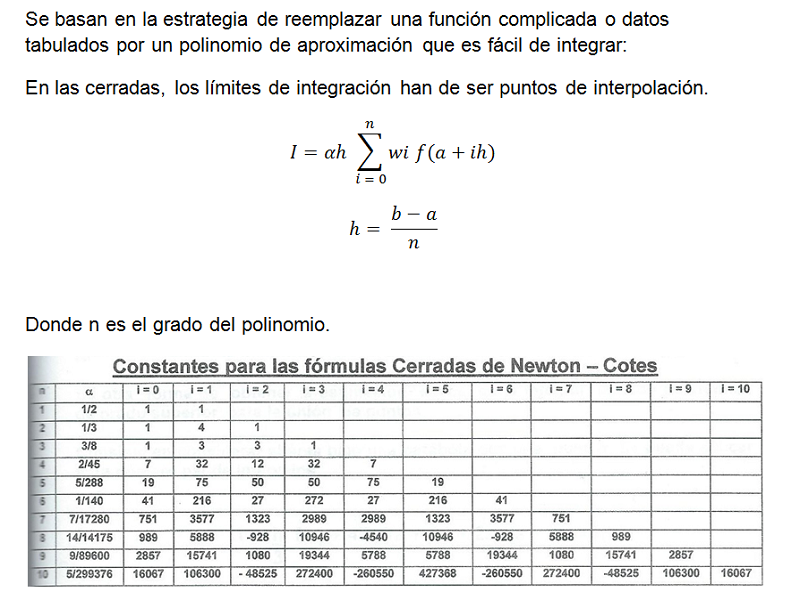 Se basan en la estrategia de reemplazar una función complicada o datos
tabulados por un polinomio de aproximación que es fácil de integrar:
En las cerradas, los límites de integración han de ser puntos de interpolación.
n
I = αh ∑ wi f(a + ih)
i = 0
b − a
h =
n
Donde n es el grado del polinomio.
Constantes para las fórmulas Cerradas de Newton – Cotes
n α i = 0 i = 1 i = 2 i = 3 i = 4 i = 5 i = 6 i = 7 i = 8 i = 9 i = 10
1 1/2 1 1
2 1/3 1 4 1
3 3/8 1 3 3 1
4 2/45 7 32 12 32 7
5 5/288 19 75 50 50 75 19
6 1/140 41 216 27 272 27 216 41
7 7/17280 751 3577 1323 2989 2989 1323 3577 751
8 14/14175 989 5888 -928 10946 -4540 10946 -928 5888 989
9 9/89600 2857 15741 1080 19344 5788 5788 19344 1080 15741 2857
10 5/299376 16067 106300 - 48525 272400 -260550 427368 -260550 272400 -48525 106300 16067